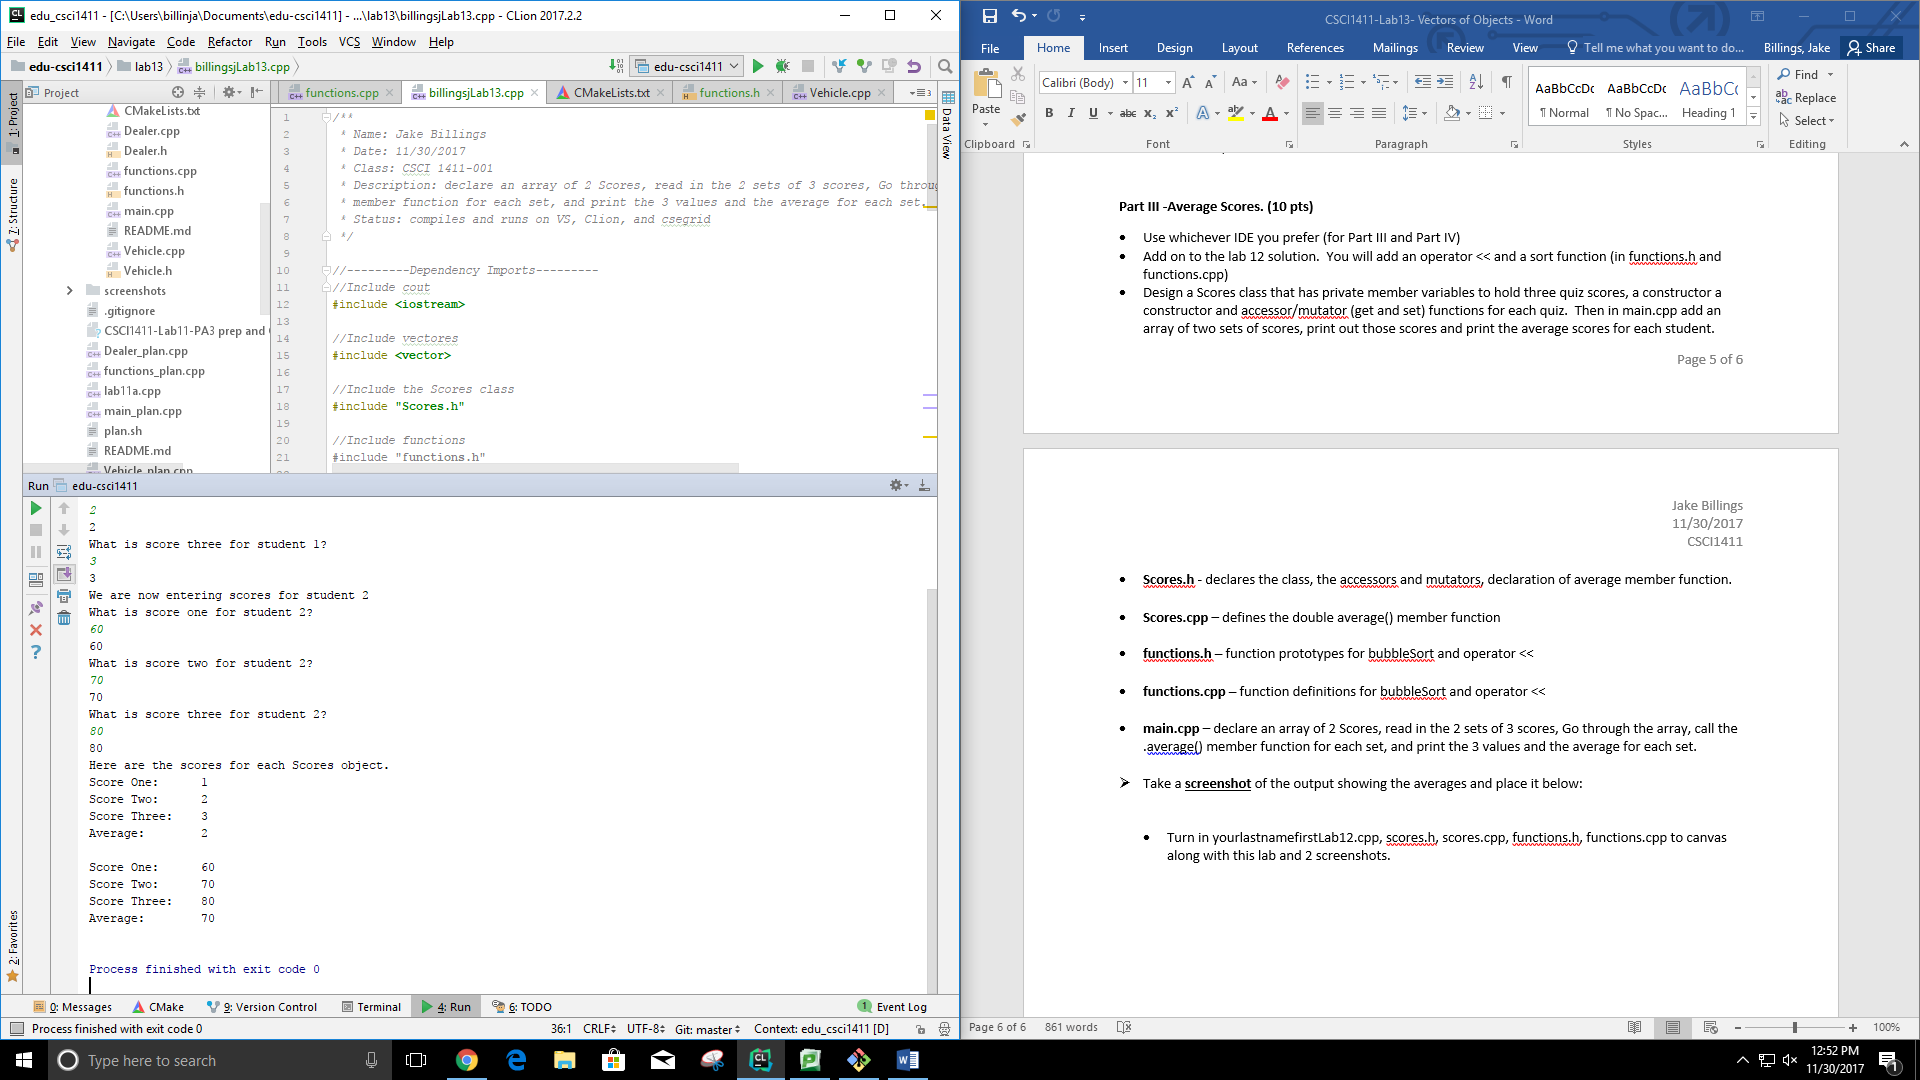 edu_csci1411 - [C:\Users\billinja\Documents\edu-csci1411] - ...\lab13\billingsjLab13.cpp - CLion 2017.2.2
File Edit View Navigate Code Refactor Run Tools VCS Window Help
edu-csci1411 lab13 billingsjLab13.cpp
edu-csci1411
Project
functions.cpp billingsjLab13.cpp CMakeLists.txt functions.h Vehicle.cpp
1: Project
7: Structure
2: Favorites
Data View
CMakeLists.txt
Dealer.cpp
Dealer.h
functions.cpp
functions.h
main.cpp
README.md
Vehicle.cpp
Vehicle.h
screenshots
.gitignore
CSCI1411-Lab11-PA3 prep and
Dealer_plan.cpp
functions_plan.cpp
lab11a.cpp
main_plan.cpp
plan.sh
README.md
Vehicle_plan.cpp
1 /**
2 * Name: Jake Billings
3 * Date: 11/30/2017
4 * Class: CSCI 1411-001
5 * Description: declare an array of 2 Scores, read in the 2 sets of 3 scores, Go throug
6 * member function for each set, and print the 3 values and the average for each set.
7 * Status: compiles and runs on VS, Clion, and csegrid
8 */
9
10 //---------Dependency Imports---------
11 //Include cout
12 #include <iostream>
13
14 //Include vectores
15 #include <vector>
16
17 //Include the Scores class
18 #include "Scores.h"
19
20 //Include functions
21 #include "functions.h"
Run edu-csci1411
2
2
What is score three for student 1?
3
3
We are now entering scores for student 2
What is score one for student 2?
60
60
What is score two for student 2?
70
70
What is score three for student 2?
80
80
Here are the scores for each Scores object.
Score One: 1
Score Two: 2
Score Three: 3
Average: 2
Score One: 60
Score Two: 70
Score Three: 80
Average: 70
Process finished with exit code 0
0: Messages CMake 9: Version Control Terminal 4: Run 6: TODO 1 Event Log
Process finished with exit code 0 36:1 CRLF UTF-8 Git: master Context: edu_csci1411 [D]
CSCI1411-Lab13- Vectors of Objects - Word
File Home Insert Design Layout References Mailings Review View Tell me what you want to do... Billings, Jake Share
Paste
Calibri (Body) 11
B I U abc x₂ x² A
AaBbCcDc AaBbCcDc AaBbC
¶ Normal ¶ No Spac... Heading 1
Find
Replace
Select
Clipboard Font Paragraph Styles Editing
Part III -Average Scores. (10 pts)
• Use whichever IDE you prefer (for Part III and Part IV)
• Add on to the lab 12 solution. You will add an operator << and a sort function (in functions.h and
functions.cpp)
• Design a Scores class that has private member variables to hold three quiz scores, a constructor a
constructor and accessor/mutator (get and set) functions for each quiz. Then in main.cpp add an
array of two sets of scores, print out those scores and print the average scores for each student.
Page 5 of 6
Jake Billings
11/30/2017
CSCI1411
• Scores.h - declares the class, the accessors and mutators, declaration of average member function.
• Scores.cpp – defines the double average() member function
• functions.h – function prototypes for bubbleSort and operator <<
• functions.cpp – function definitions for bubbleSort and operator <<
• main.cpp – declare an array of 2 Scores, read in the 2 sets of 3 scores, Go through the array, call the
.average() member function for each set, and print the 3 values and the average for each set.
➢ Take a screenshot of the output showing the averages and place it below:
• Turn in yourlastnamefirstLab12.cpp, scores.h, scores.cpp, functions.h, functions.cpp to canvas
along with this lab and 2 screenshots.
Page 6 of 6 861 words 100%
Type here to search
12:52 PM
11/30/2017